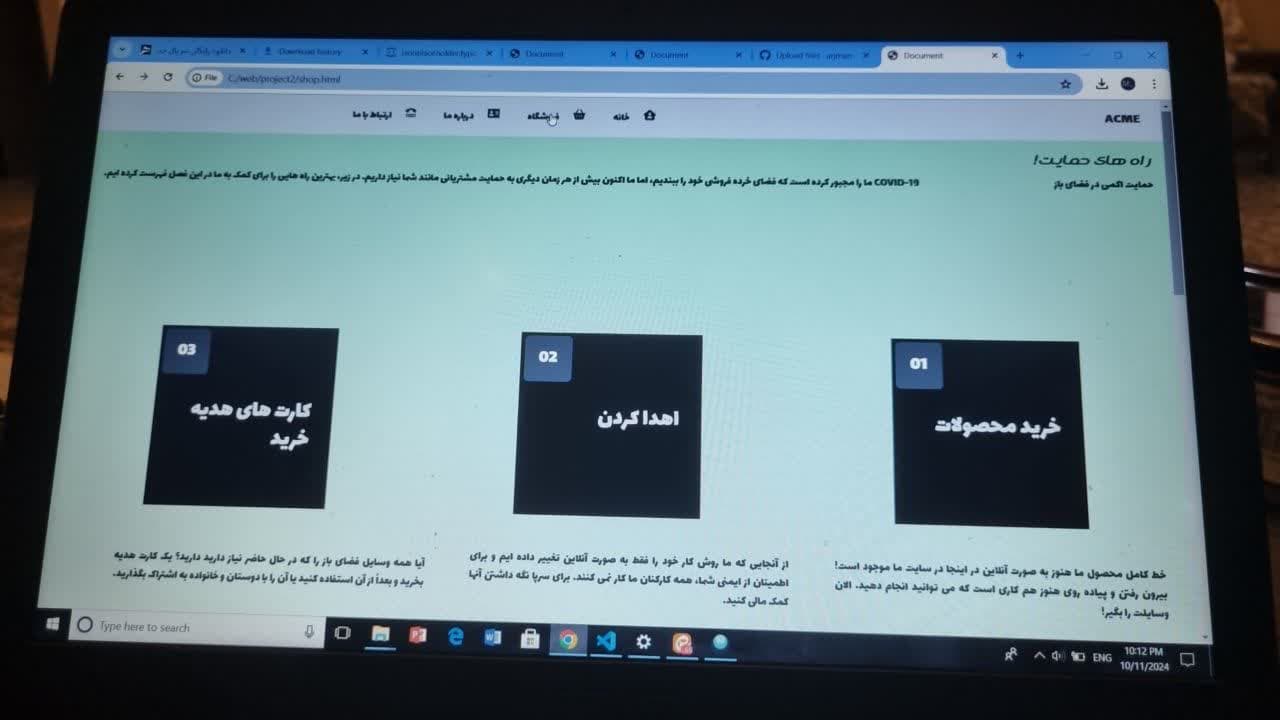 Download history
Document
Document
Upload files
Document
File
C:/web/project2/shop.html
ACME
خانه
فروشگاه
درباره ما
ارتباط با ما
راه های حمایت!
حمایت اکمی در فضای باز
COVID-19 ما را مجبور کرده است که فضای خرده فروشی خود را ببندیم، اما ما اکنون بیش از هر زمان دیگری به حمایت مشتریانی مانند شما نیاز داریم. در زیر، بهترین راه هایی را برای کمک به ما در این فصل فهرست کرده ایم.
01
خرید محصولات
خط کامل محصول ما هنوز به صورت آنلاین در اینجا در سایت ما موجود است!
بیرون رفتن و پیاده روی هنوز هم کاری است که می توانید انجام دهید. الان
وسایلت را بگیر!
02
اهدا کردن
از آنجایی که ما روش کار خود را فقط به صورت آنلاین تغییر داده ایم و برای
اطمینان از ایمنی شما، همه کارکنان ما کار نمی کنند. برای سرپا نگه داشتن آنها
کمک مالی کنید.
03
کارت های هدیه
خرید
آیا همه وسایل فضای باز را که در حال حاضر نیاز دارید دارید؟ یک کارت هدیه
بخرید و بعداً از آن استفاده کنید یا آن را با دوستان و خانواده به اشتراک بگذارید.
Type here to search
ENG
10:12 PM
10/11/2024